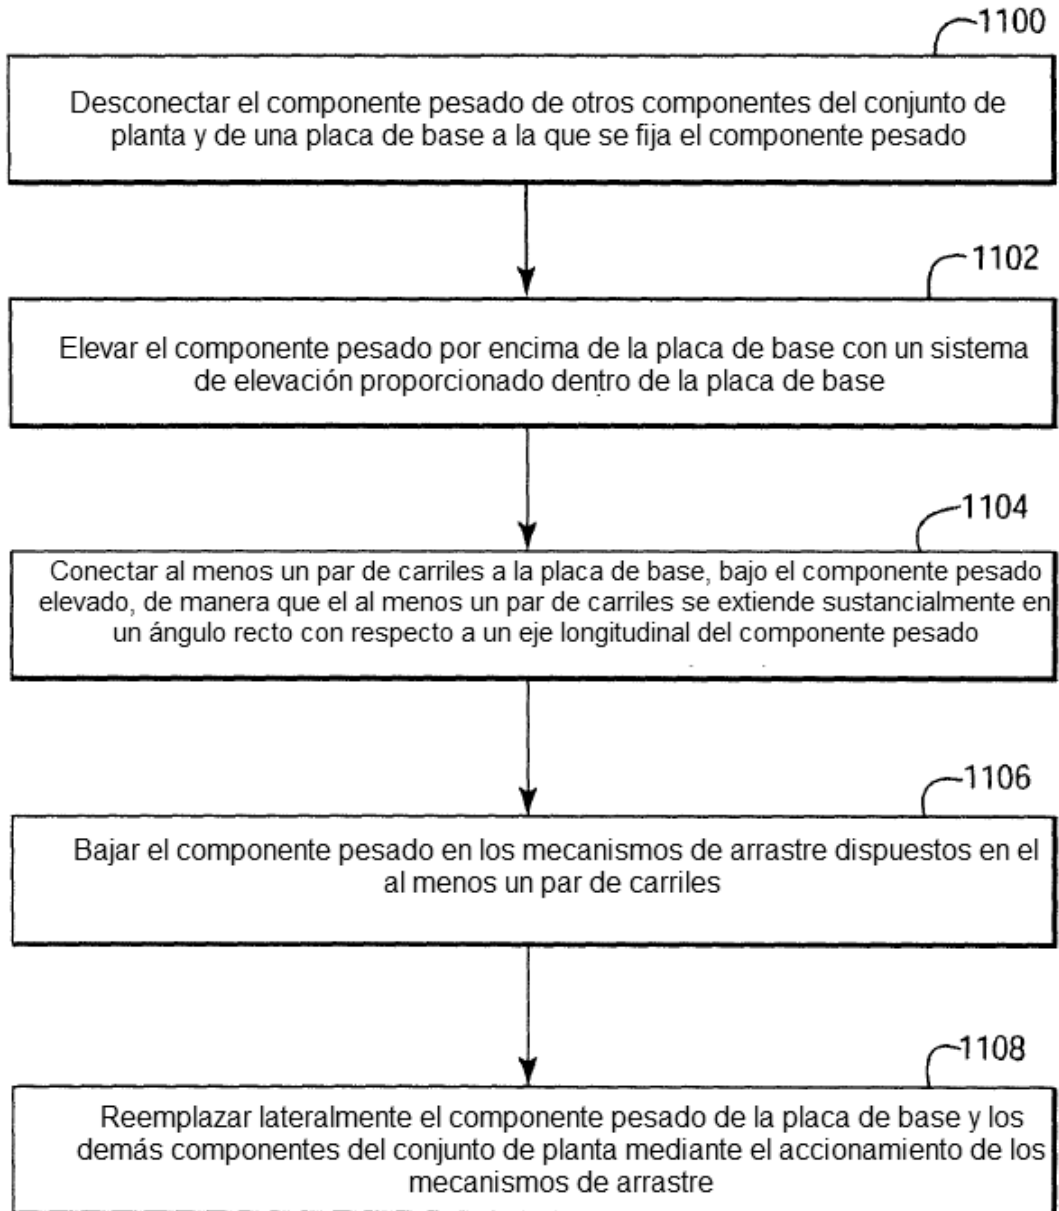 1100
Desconectar el componente pesado de otros componentes del conjunto de
planta y de una placa de base a la que se fija el componente pesado
1102
Elevar el componente pesado por encima de la placa de base con un sistema
de elevación proporcionado dentro de la placa de base
1104
Conectar al menos un par de carriles a la placa de base, bajo el componente pesado
elevado, de manera que el al menos un par de carriles se extiende sustancialmente en
un ángulo recto con respecto a un eje longitudinal del componente pesado
1106
Bajar el componente pesado en los mecanismos de arrastre dispuestos en el
al menos un par de carriles
1108
Reemplazar lateralmente el componente pesado de la placa de base y los
demás componentes del conjunto de planta mediante el accionamiento de los
mecanismos de arrastre